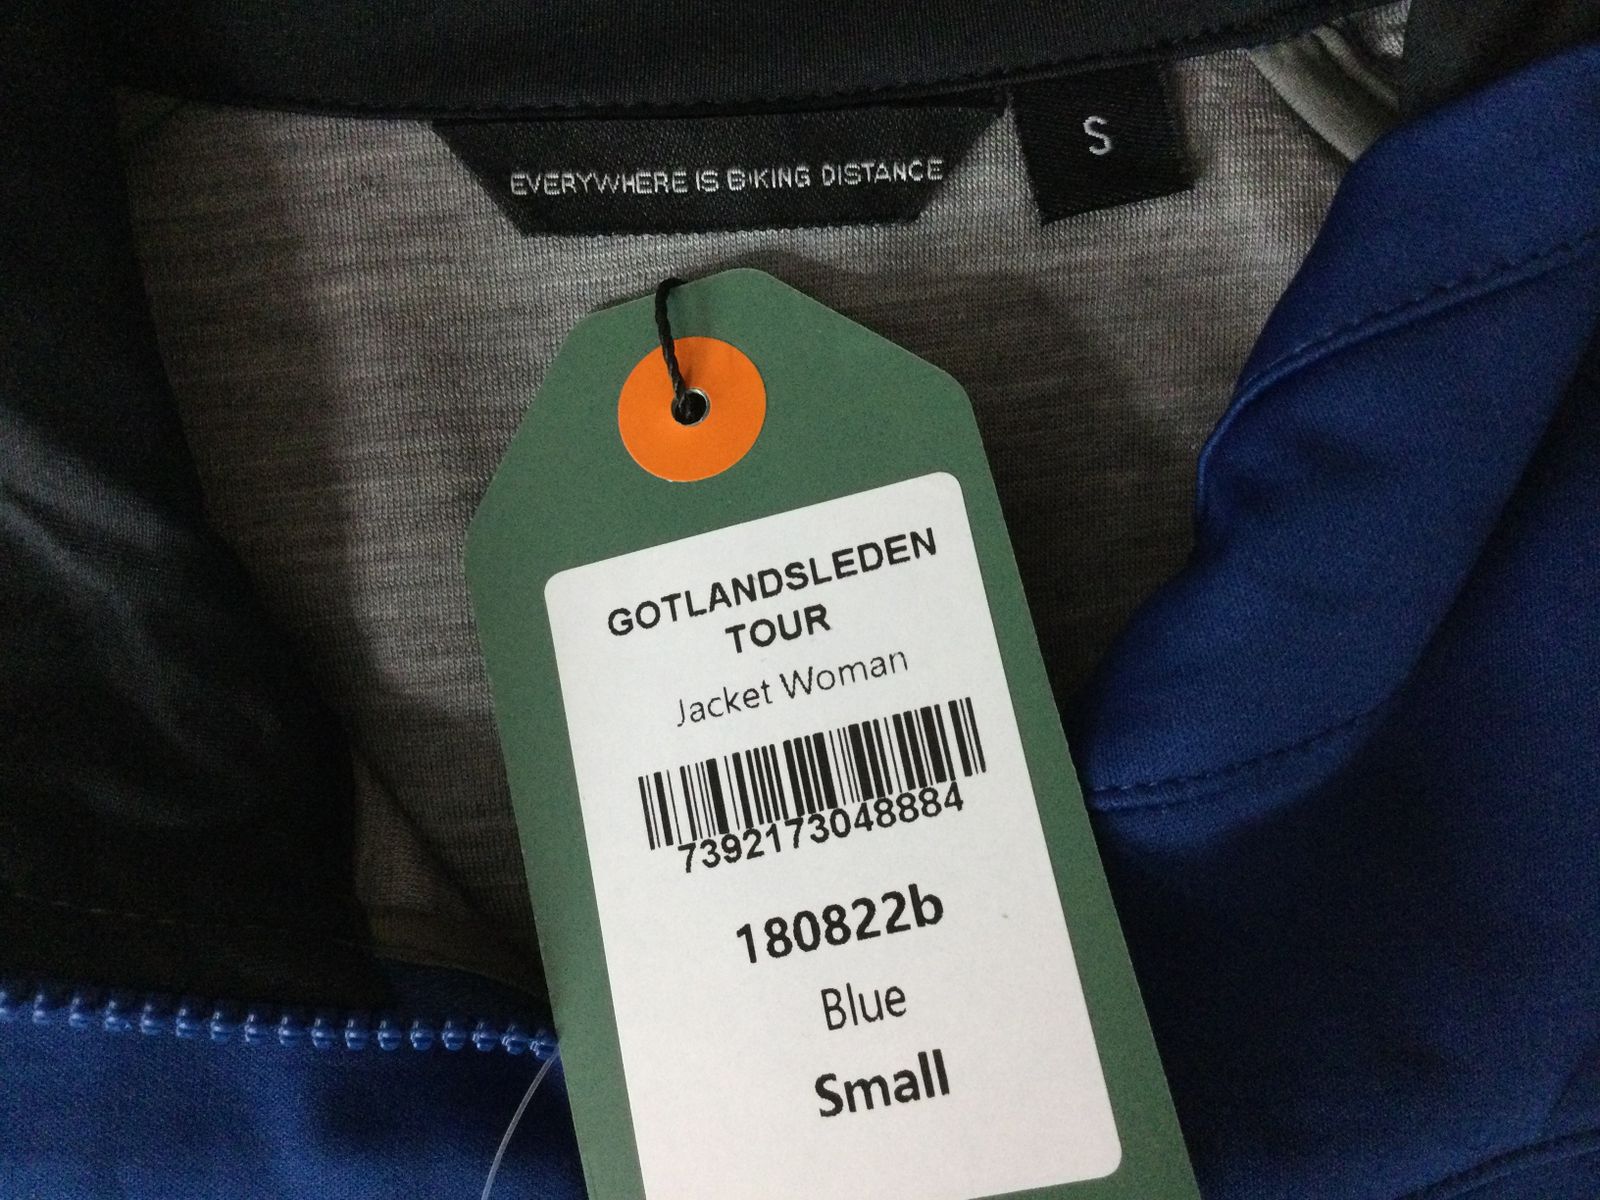 EVERYWHERE IS BIKING DISTANCE
S
GOTLANDSLEDEN
TOUR
Jacket Woman
7392173048884
180822b
Blue
Small